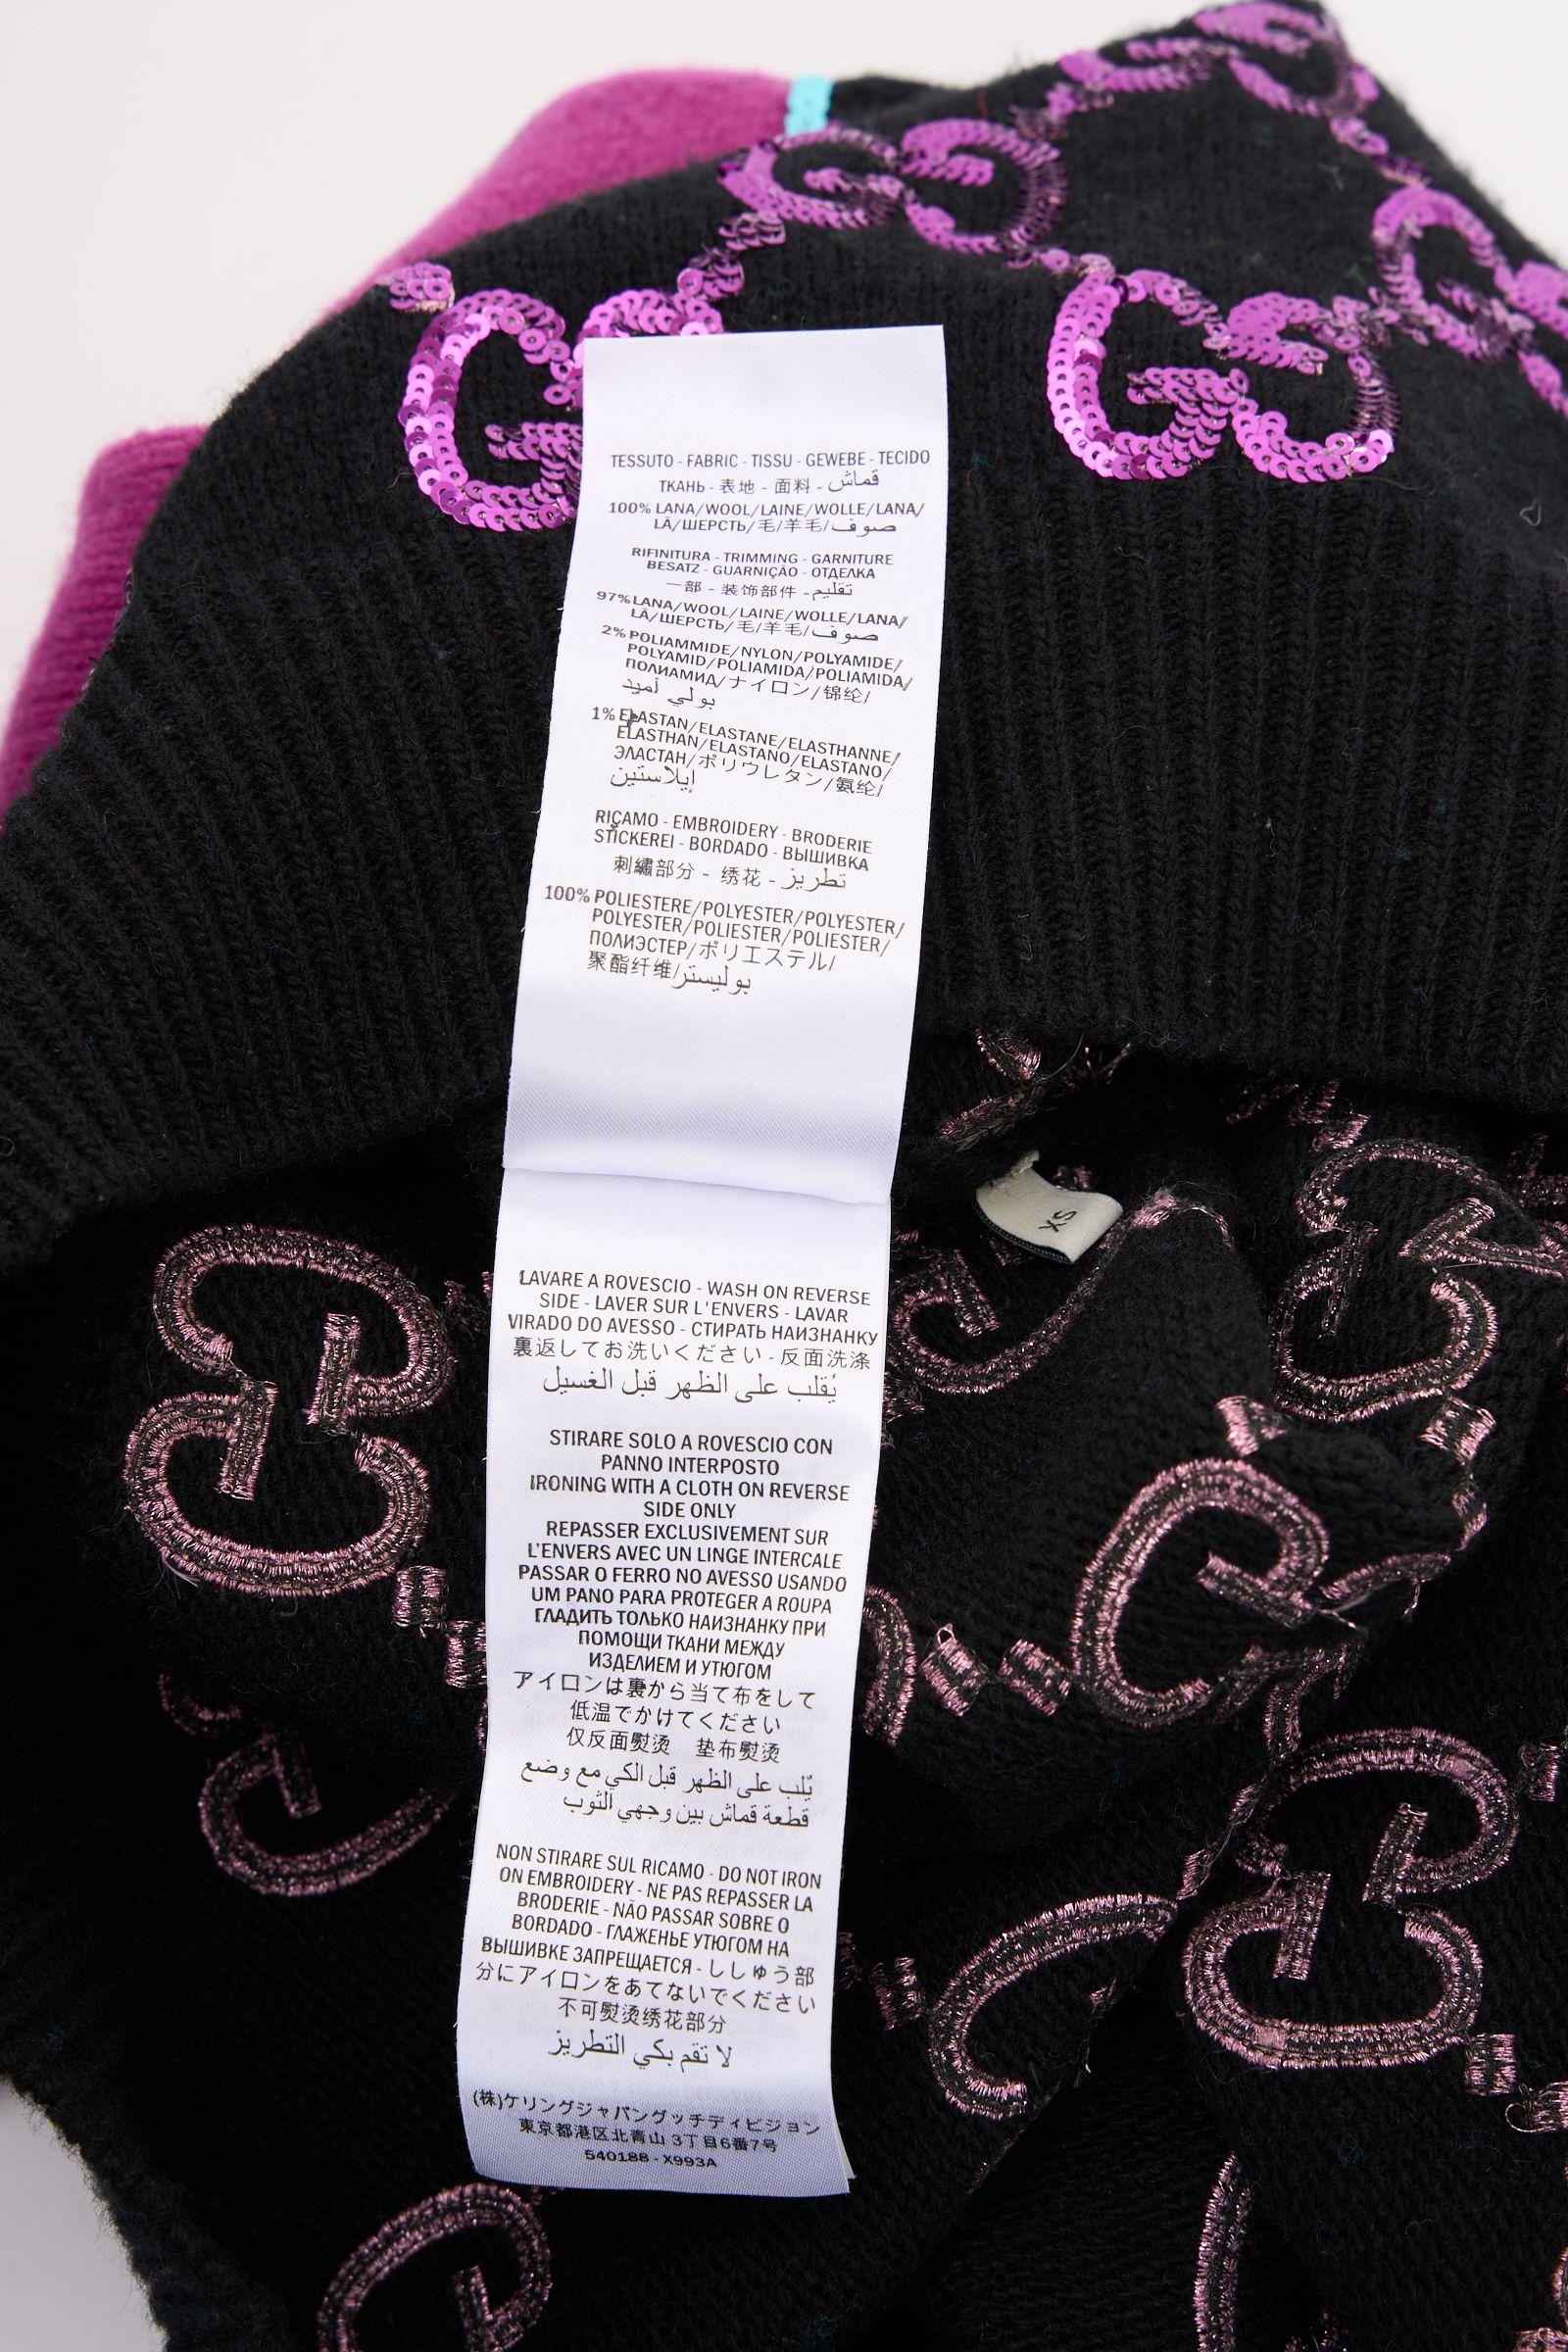 TESSUTO - FABRIC - TISSU - GEWEBE - TECIDO
ТКАНЬ - 表地 - 面料 - قماش
100% LANA/WOOL/LAINE/WOLLE/LANA/
LÃ/ШЕРСТЬ/毛/羊毛/صوف
RIFINITURA - TRIMMING - GARNITURE
BESATZ - GUARNIÇÃO - ОТДЕЛКА
一部 - 装饰部件 - تقليم
97% LANA/WOOL/LAINE/WOLLE/LANA/
LÃ/ШЕРСТЬ/毛/羊毛/صوف
2% POLIAMMIDE/NYLON/POLYAMIDE/
POLYAMID/POLIAMIDA/POLIAMIDA/
ПОЛИАМИД/ナイロン/锦纶/
بولي أميد
1% ELASTAN/ELASTANE/ELASTHANNE/
ELASTHAN/ELASTANO/ELASTANO/
ЭЛАСТАН/ポリウレタン/氨纶/
إيلاستين
RICAMO - EMBROIDERY - BRODERIE
STICKEREI - BORDADO - ВЫШИВКА
刺繡部分 - 绣花 - تطريز
100% POLIESTERE/POLYESTER/POLYESTER/
POLYESTER/POLIESTER/POLIESTER/
ПОЛИЭСТЕР/ポリエステル/
聚酯纤维/بوليستر
XS
LAVARE A ROVESCIO - WASH ON REVERSE
SIDE - LAVER SUR L'ENVERS - LAVAR
VIRADO DO AVESSO - СТИРАТЬ НАИЗНАНКУ
裏返してお洗いください - 反面洗涤
يُقلب على الظهر قبل الغسيل
STIRARE SOLO A ROVESCIO CON
PANNO INTERPOSTO
IRONING WITH A CLOTH ON REVERSE
SIDE ONLY
REPASSER EXCLUSIVEMENT SUR
L'ENVERS AVEC UN LINGE INTERCALE
PASSAR O FERRO NO AVESSO USANDO
UM PANO PARA PROTEGER A ROUPA
ГЛАДИТЬ ТОЛЬКО НАИЗНАНКУ ПРИ
ПОМОЩИ ТКАНИ МЕЖДУ
ИЗДЕЛИЕМ И УТЮГОМ
アイロンは裏から当て布をして
低温でかけてください
仅反面熨烫 垫布熨烫
يُلب على الظهر قبل الكي مع وضع
قطعة قماش بين وجهي الثوب
NON STIRARE SUL RICAMO - DO NOT IRON
ON EMBROIDERY - NE PAS REPASSER LA
BRODERIE - NÃO PASSAR SOBRE O
BORDADO - ГЛАЖЕНЬЕ УТЮГОМ НА
ВЫШИВКЕ ЗАПРЕЩАЕТСЯ - ししゅう部
分にアイロンをあてないでください
不可熨烫绣花部分
لا تقم بكي التطريز
(株)ケリングジャパングッチディビジョン
東京都港区北青山 3丁目6番7号
540188 - X993A